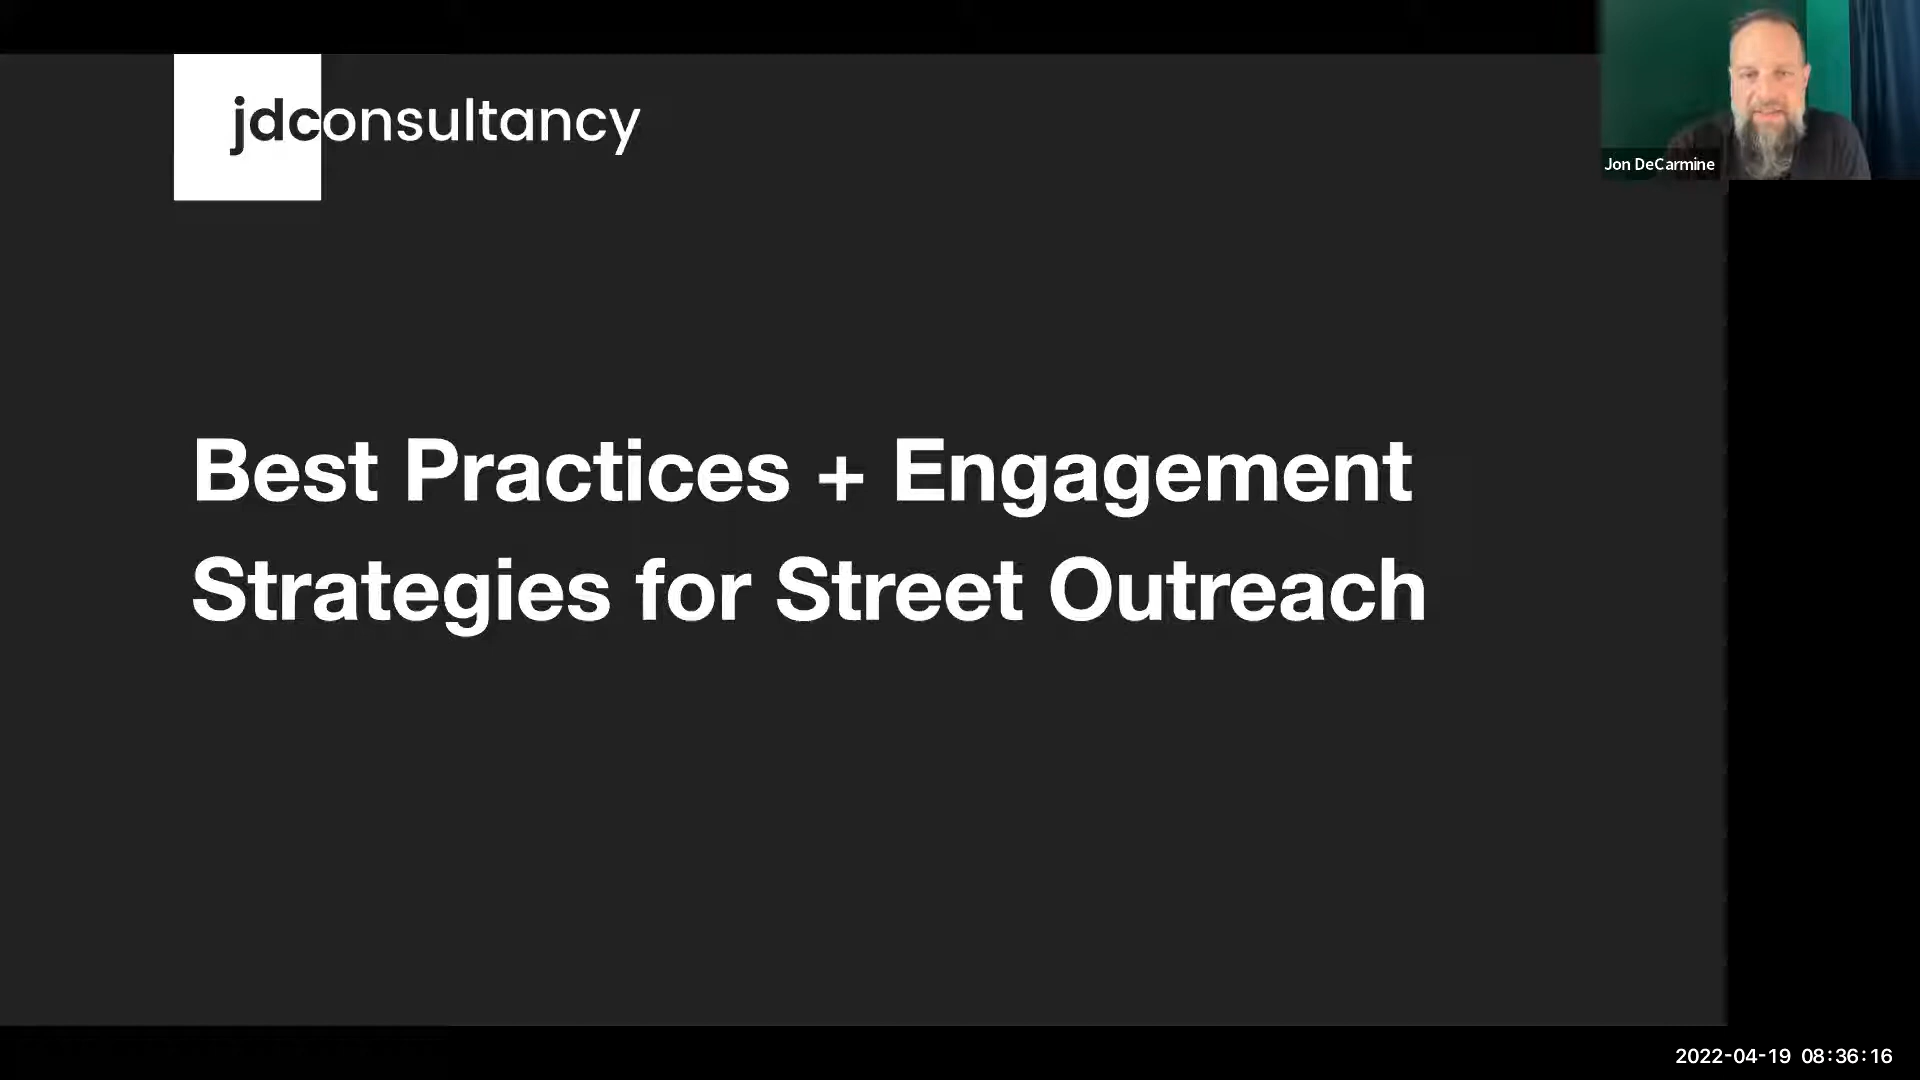 jdconsultancy
Jon DeCarmine
Best Practices + Engagement
Strategies for Street Outreach
2022-04-19 08:36:16